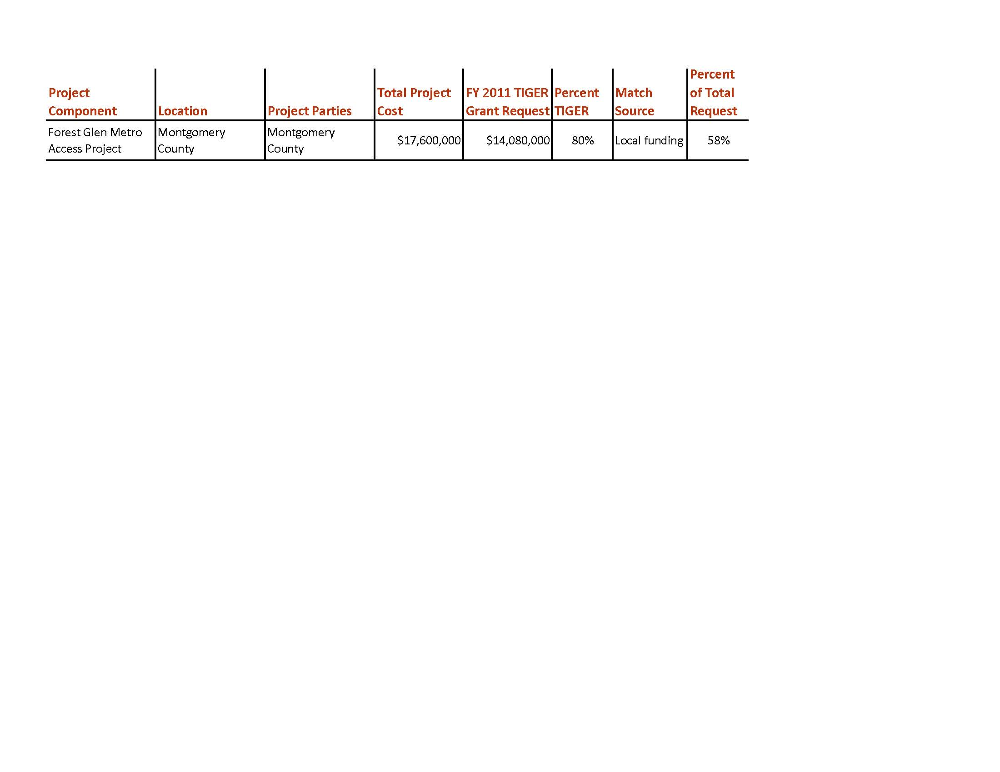 Project
Component
Location
Project Parties
Total Project
Cost
FY 2011 TIGER
Grant Request
Percent
TIGER
Match
Source
Percent
of Total
Request
Forest Glen Metro
Access Project
Montgomery
County
Montgomery
County
$17,600,000
$14,080,000
80%
Local funding
58%